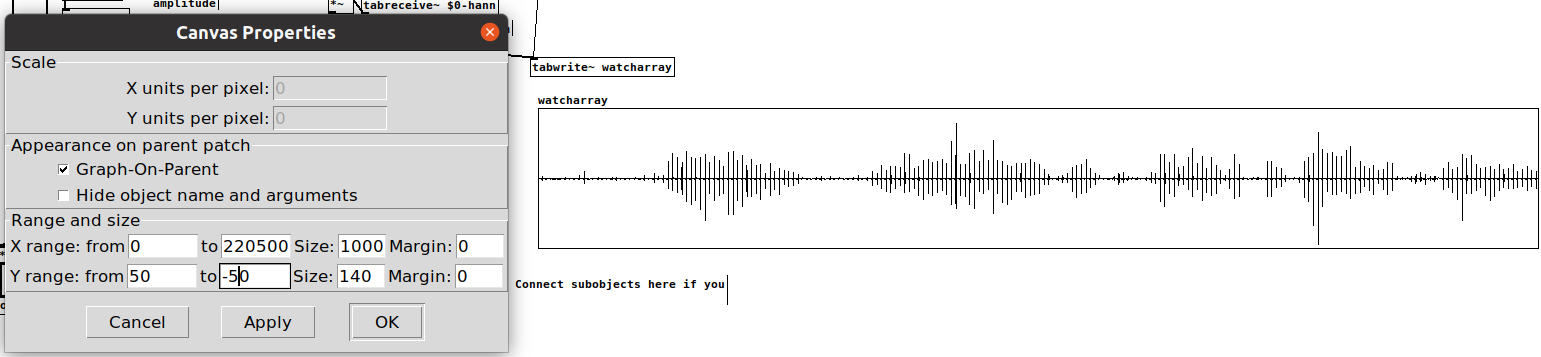 amplitude
*~
tabreceive~ $0-hann
Canvas Properties
Scale
X units per pixel: 0
Y units per pixel: 0
tabwrite~ watcharray
watcharray
Appearance on parent patch
Graph-On-Parent
Hide object name and arguments
Range and size
X range: from 0 to 220500 Size: 1000 Margin: 0
Y range: from 50 to -50 Size: 140 Margin: 0
Connect subobjects here if you
Cancel Apply OK